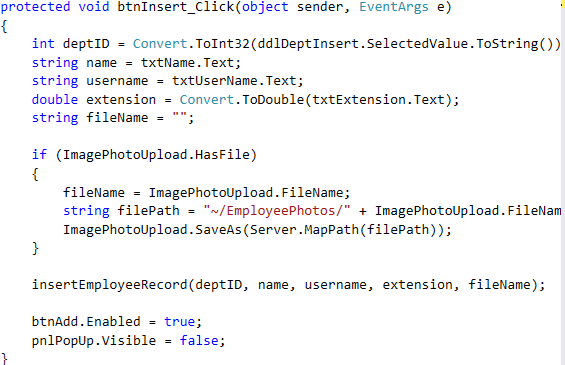 protected void btnInsert_Click(object sender, EventArgs e)
{
    int deptID = Convert.ToInt32(ddlDeptInsert.SelectedValue.ToString())
    string name = txtName.Text;
    string username = txtUserName.Text;
    double extension = Convert.ToDouble(txtExtension.Text);
    string fileName = "";

    if (ImagePhotoUpload.HasFile)
    {
        fileName = ImagePhotoUpload.FileName;
        string filePath = "~/EmployeePhotos/" + ImagePhotoUpload.FileNam
        ImagePhotoUpload.SaveAs(Server.MapPath(filePath));
    }

    insertEmployeeRecord(deptID, name, username, extension, fileName);

    btnAdd.Enabled = true;
    pnlPopUp.Visible = false;
}